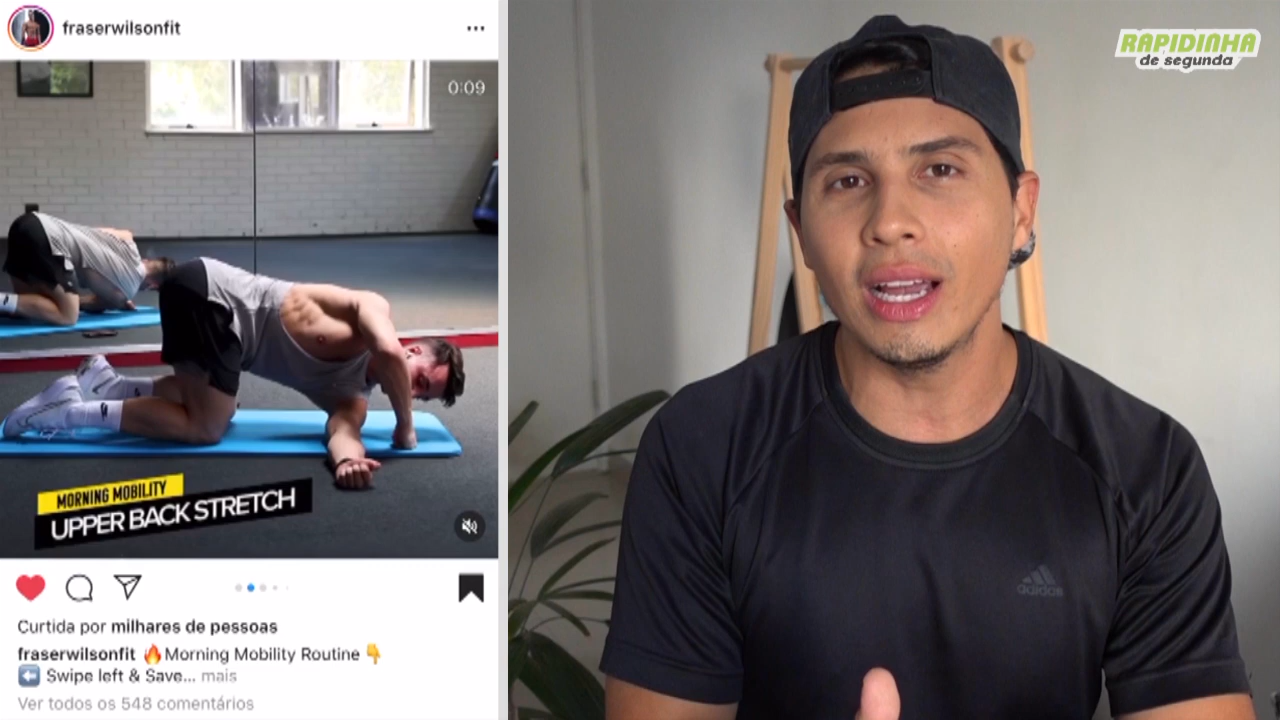 fraserwilsonfit
0:09
MORNING MOBILITY
UPPER BACK STRETCH
Curtida por milhares de pessoas
fraserwilsonfit 🔥Morning Mobility Routine 👇
⬅️ Swipe left & Save... mais
Ver todos os 548 comentários
RAPIDINHA
de segunda
adidas